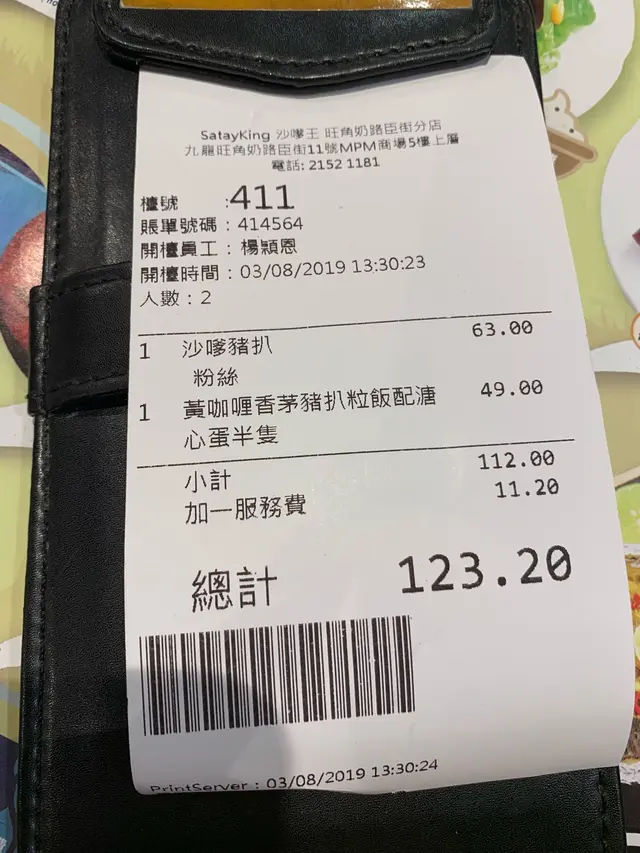 SatayKing 沙嗲王 旺角奶路臣街分店
九龍旺角奶路臣街11號MPM商場5樓上層
電話: 2152 1181
檯號 :411
賬單號碼 : 414564
開檯員工 : 楊穎恩
開檯時間 : 03/08/2019 13:30:23
人數 : 2
1 沙嗲豬扒 63.00
粉絲
1 黃咖喱香茅豬扒粒飯配溏 49.00
心蛋半隻
小計 112.00
加一服務費 11.20
總計 123.20
PrintServer : 03/08/2019 13:30:24